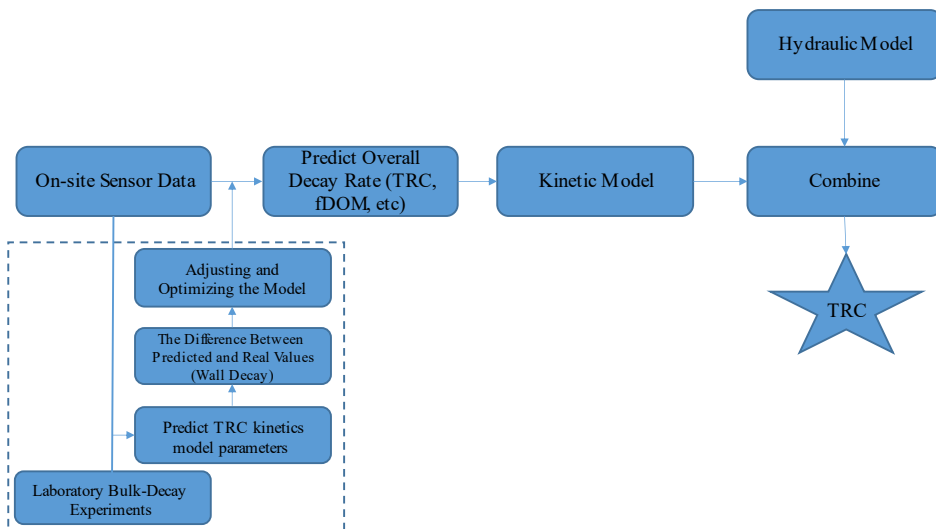 Hydraulic Model
On-site Sensor Data
Predict Overall
Decay Rate (TRC,
fDOM, etc)
Kinetic Model
Combine
Adjusting and
Optimizing the Model
TRC
The Difference Between
Predicted and Real Values
(Wall Decay)
Predict TRC kinetics
model parameters
Laboratory Bulk-Decay
Experiments